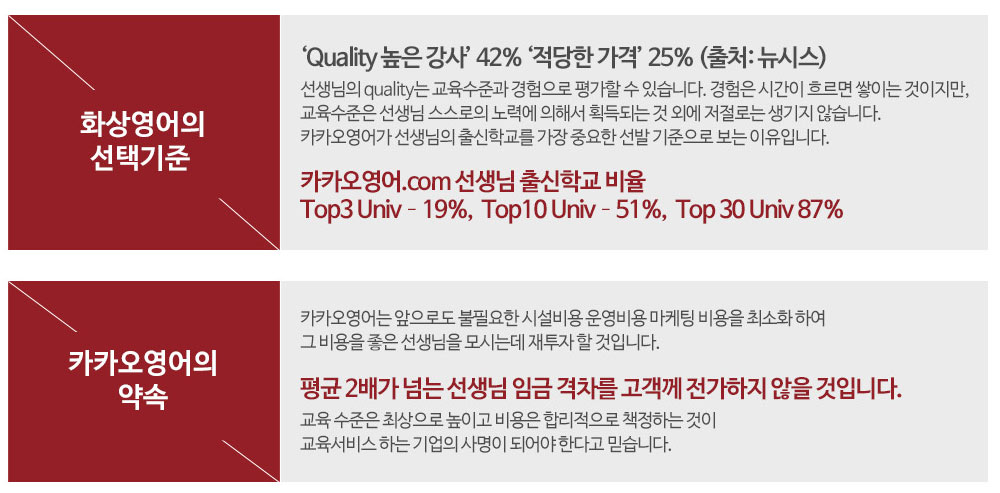 화상영어의
선택기준
‘Quality 높은 강사’ 42% ‘적당한 가격’ 25% (출처: 뉴시스)
선생님의 quality는 교육수준과 경험으로 평가할 수 있습니다. 경험은 시간이 흐르면 쌓이는 것이지만,
교육수준은 선생님 스스로의 노력에 의해서 획득되는 것 외에 저절로는 생기지 않습니다.
카카오영어가 선생님의 출신학교를 가장 중요한 선발 기준으로 보는 이유입니다.
카카오영어.com 선생님 출신학교 비율
Top3 Univ - 19%, Top10 Univ - 51%, Top 30 Univ 87%
카카오영어의
약속
카카오영어는 앞으로도 불필요한 시설비용 운영비용 마케팅 비용을 최소화 하여
그 비용을 좋은 선생님을 모시는데 재투자 할 것입니다.
평균 2배가 넘는 선생님 임금 격차를 고객께 전가하지 않을 것입니다.
교육 수준은 최상으로 높이고 비용은 합리적으로 책정하는 것이
교육서비스 하는 기업의 사명이 되어야 한다고 믿습니다.